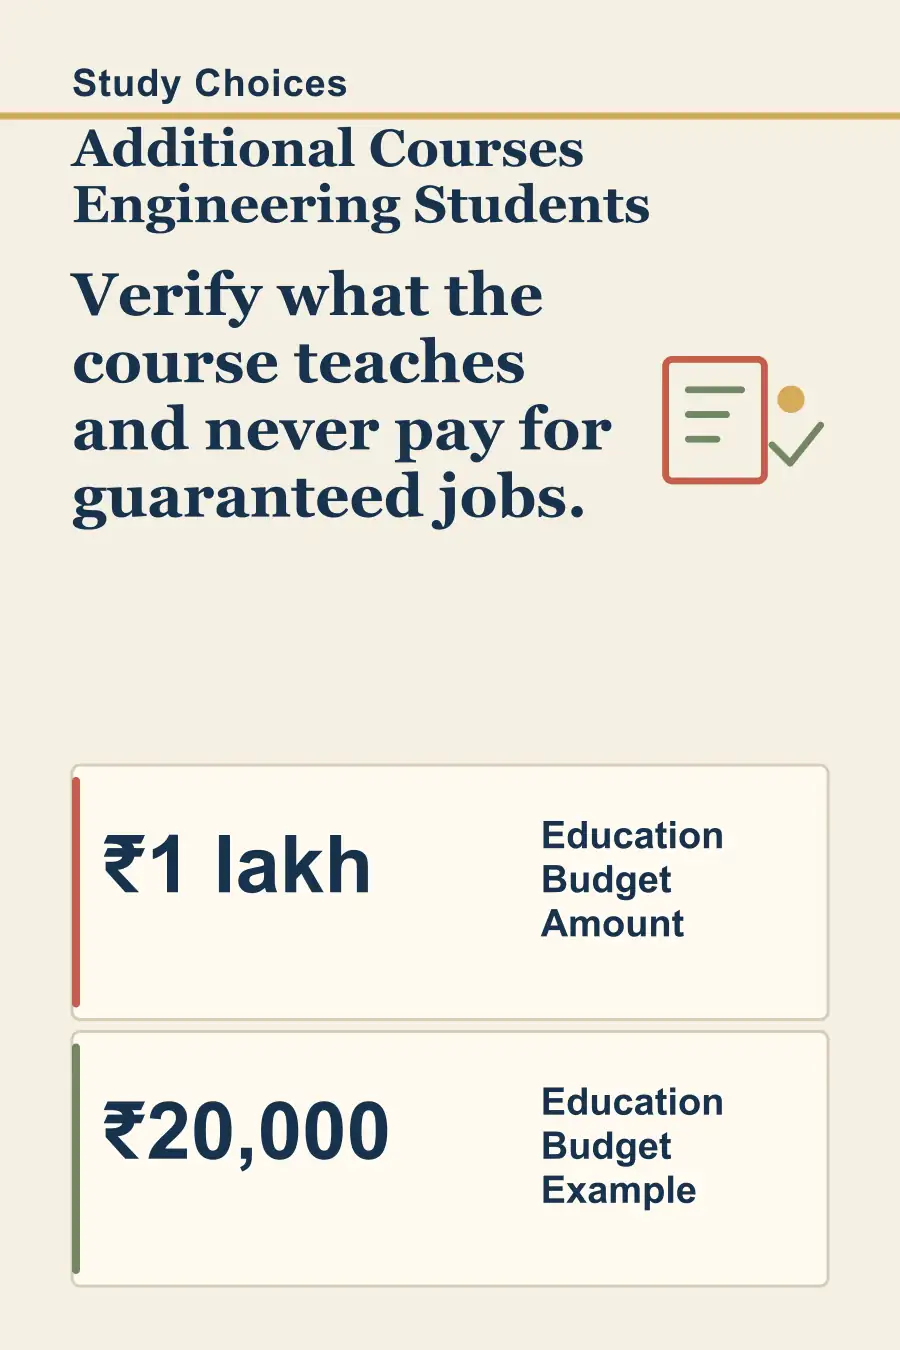 Study Choices
Additional Courses
Engineering Students
Verify what the
course teaches
and never pay for
guaranteed jobs.
₹1 lakh
Education
Budget
Amount
₹20,000
Education
Budget
Example